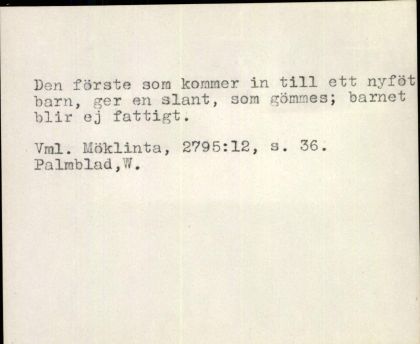 Den förste som kommer in till ett nyföt
barn, ger en slant, som gömmes; barnet
blir ej fattigt.
Vml. Möklinta, 2795:12, s. 36.
Palmblad,W.